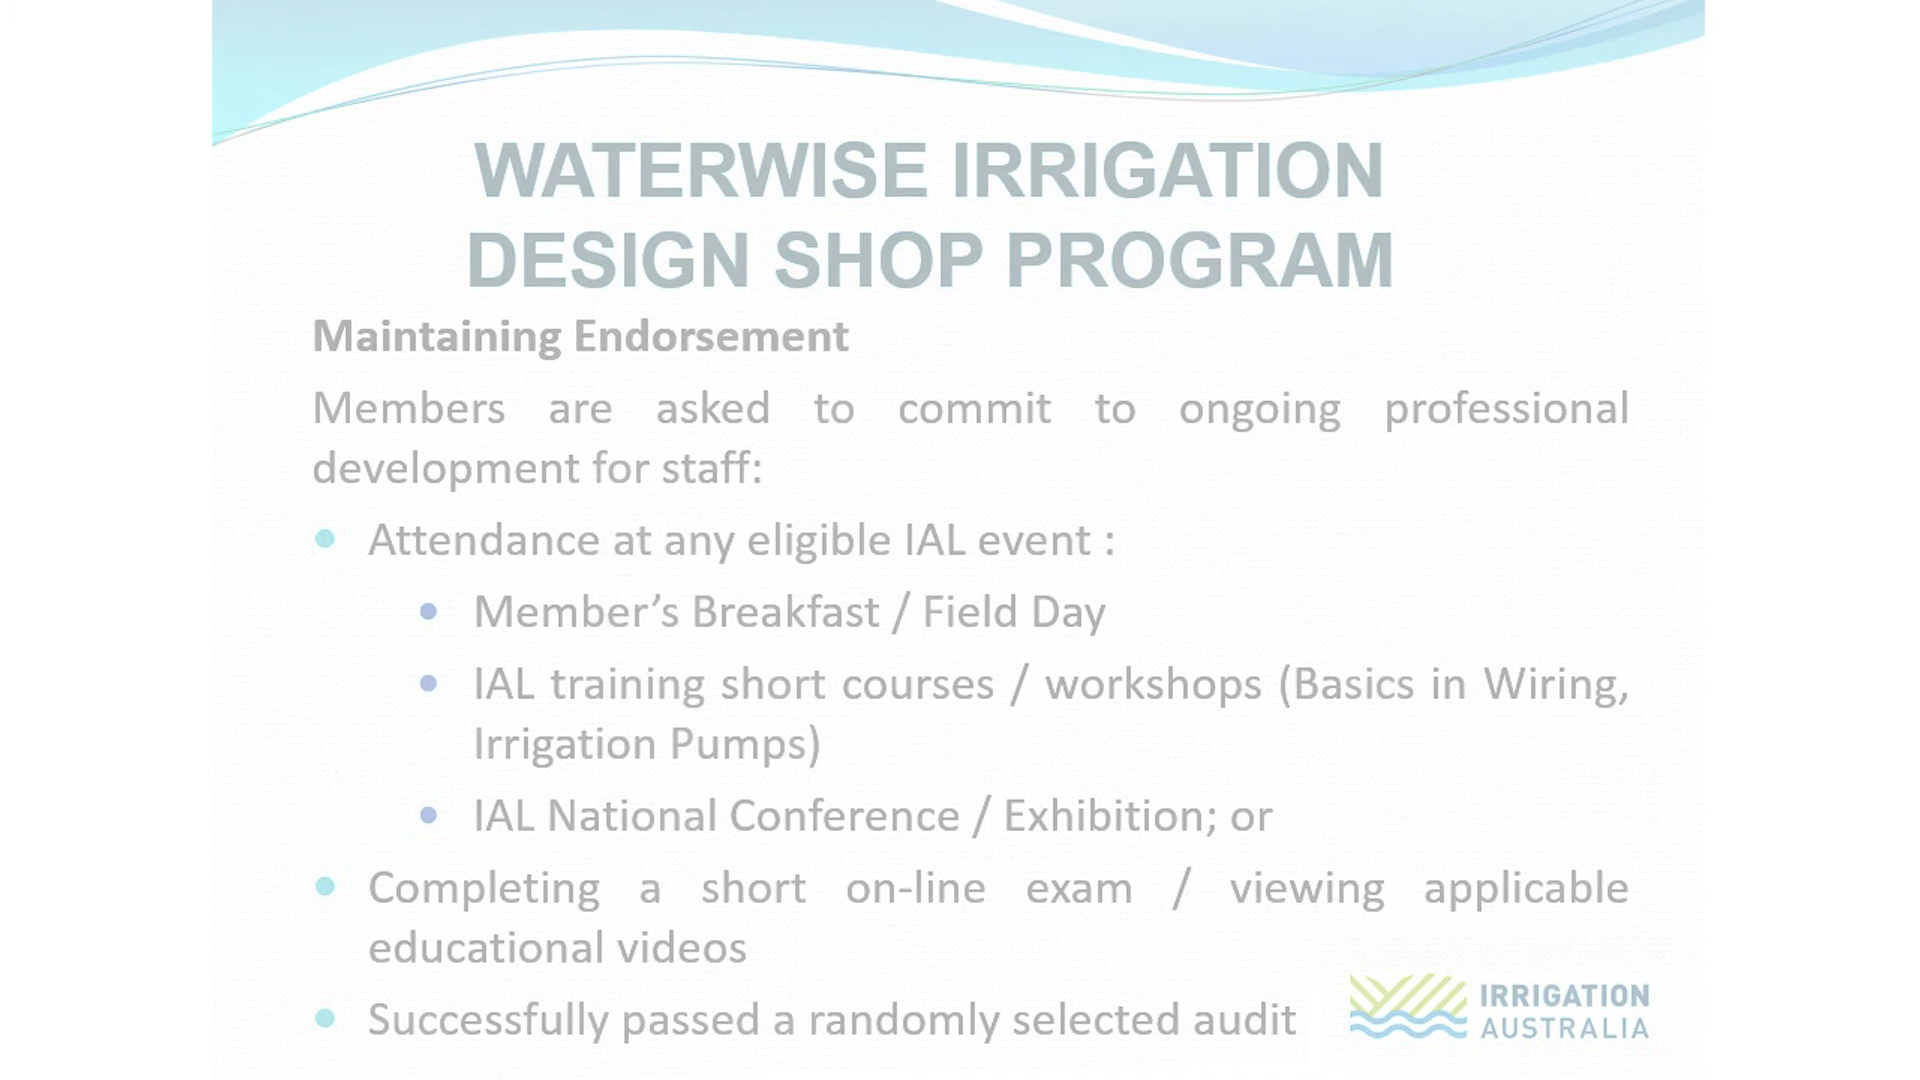 WATERWISE IRRIGATION
DESIGN SHOP PROGRAM
Maintaining Endorsement
Members are asked to commit to ongoing professional
development for staff:
• Attendance at any eligible IAL event :
• Member’s Breakfast / Field Day
• IAL training short courses / workshops (Basics in Wiring,
Irrigation Pumps)
• IAL National Conference / Exhibition; or
• Completing a short on-line exam / viewing applicable
educational videos
• Successfully passed a randomly selected audit
IRRIGATION
AUSTRALIA